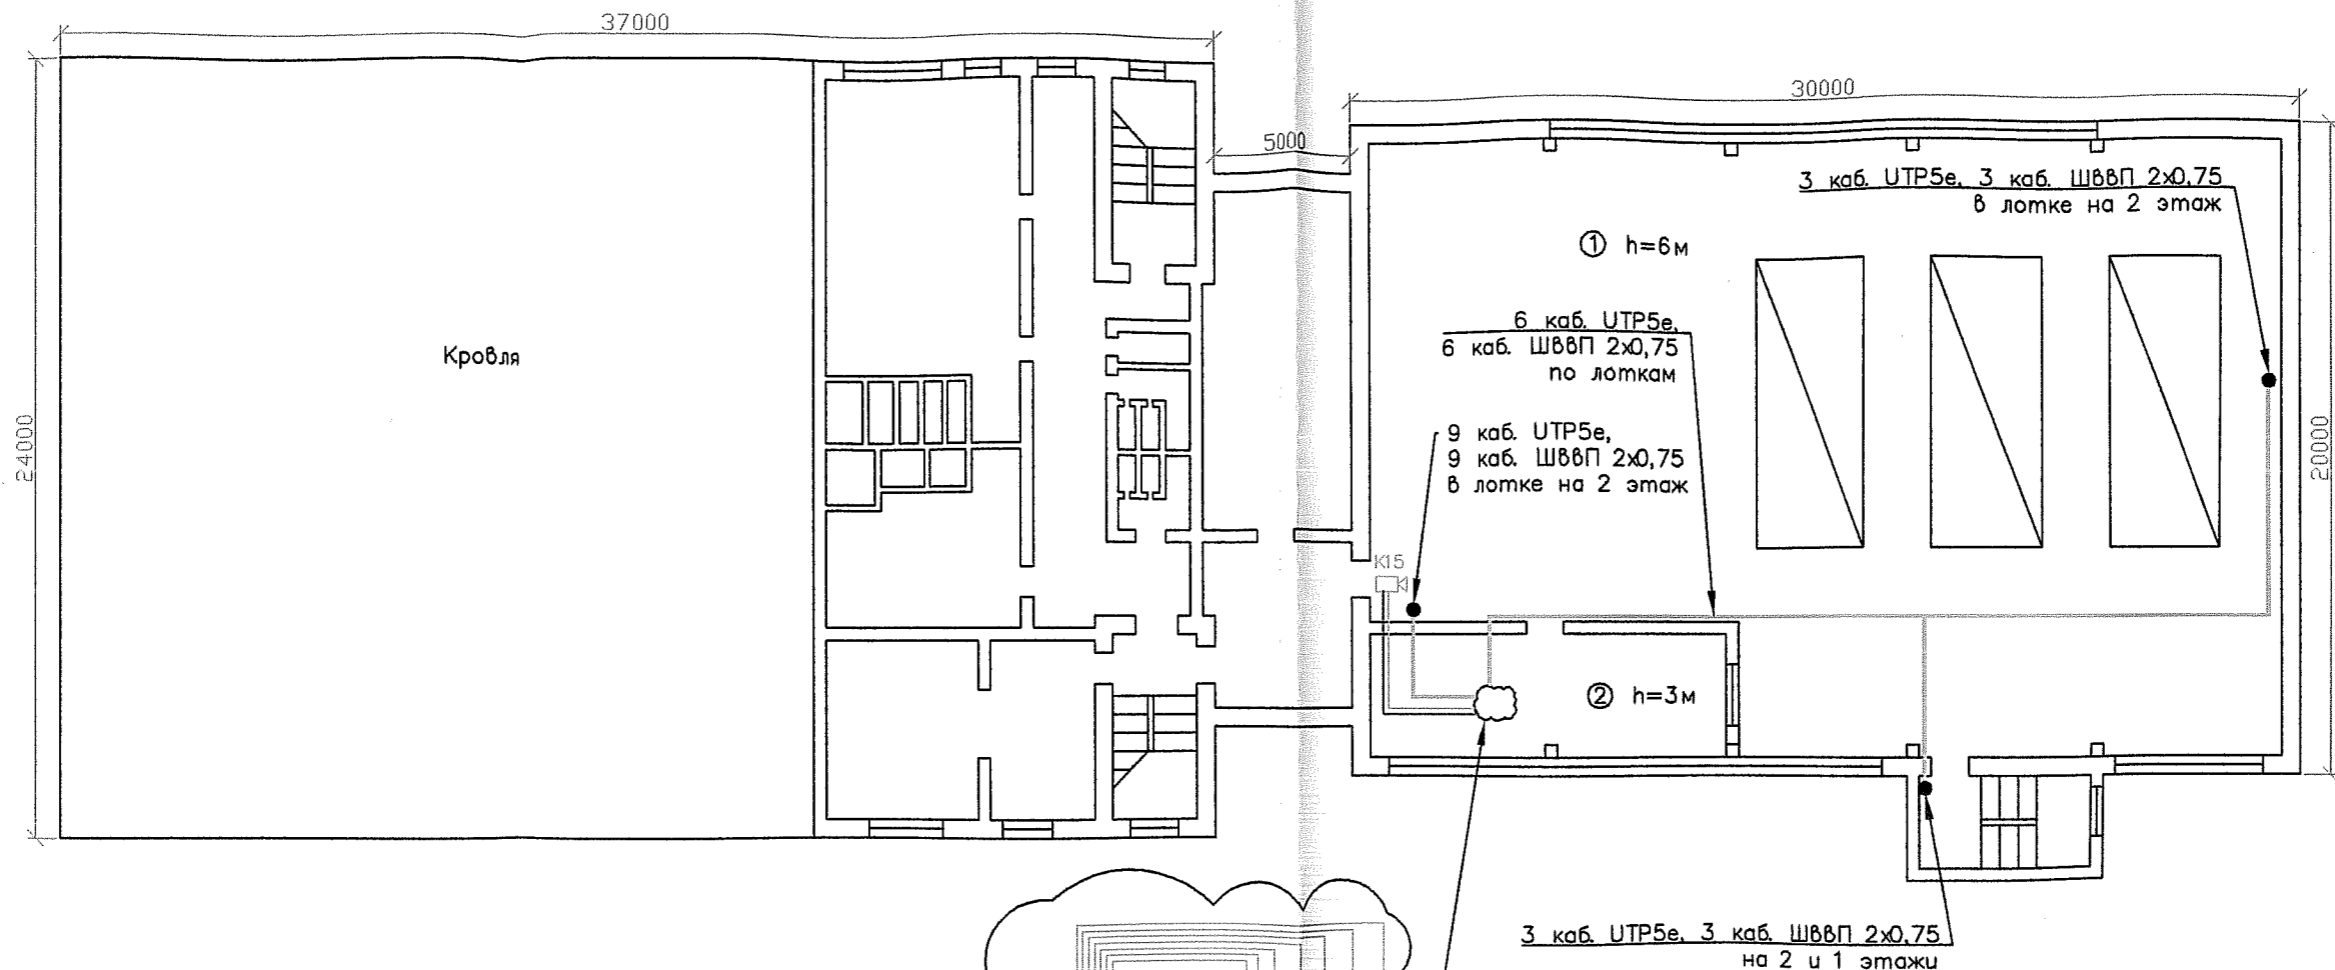 37000
30000
5000
3 каб. UTP5e, 3 каб. ШВВП 2х0,75
в лотке на 2 этаж
① h=6м
6 каб. UTP5e,
6 каб. ШВВП 2х0,75
по лоткам
Кровля
9 каб. UTP5e,
9 каб. ШВВП 2х0,75
в лотке на 2 этаж
24000
20000
К15
② h=3м
3 каб. UTP5e, 3 каб. ШВВП 2х0,75
на 2 и 1 этажи